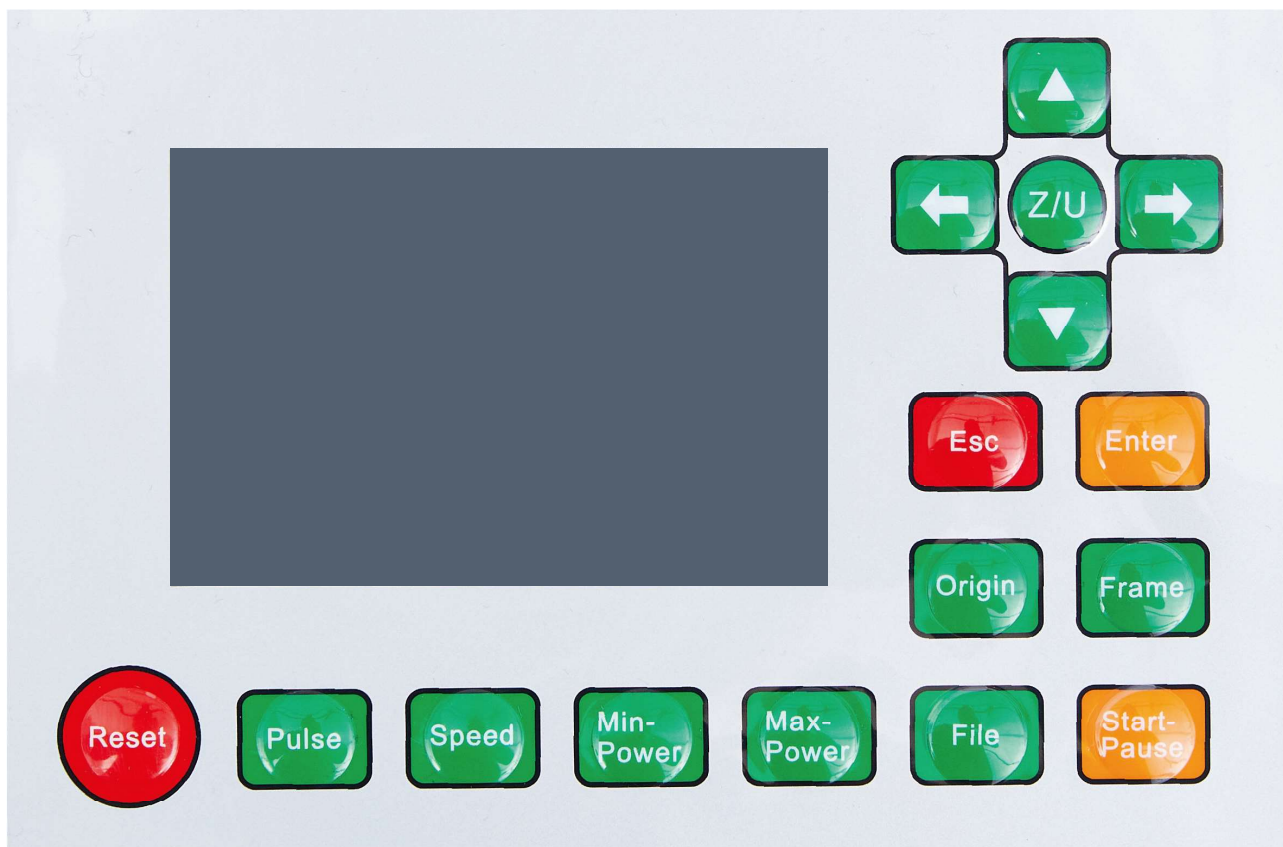 Z/U
Esc
Enter
Origin
Frame
Reset
Pulse
Speed
Min-
Power
Max-
Power
File
Start-
Pause